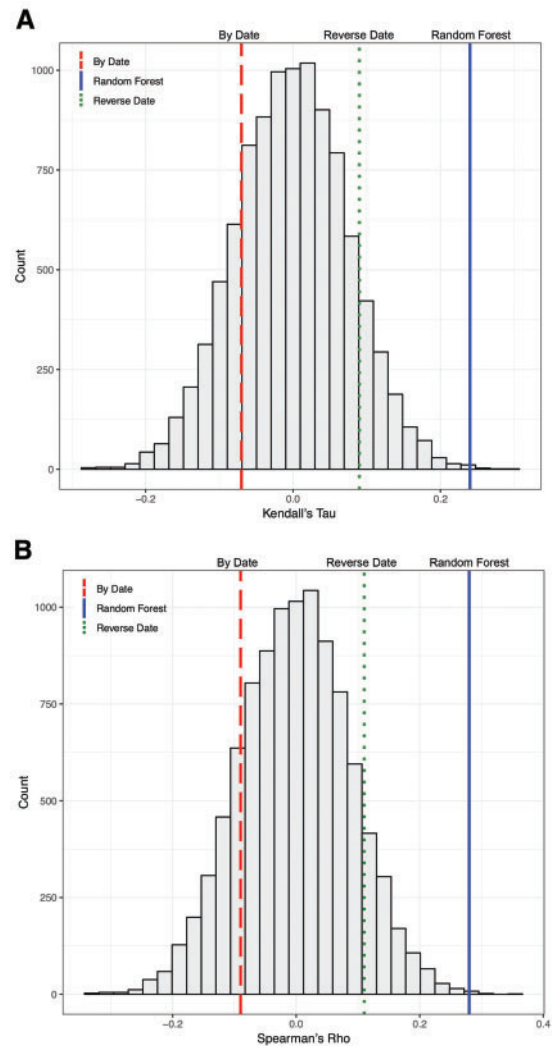 A
By Date Reverse Date Random Forest
By Date
Random Forest
Reverse Date
1000
750
500
250
0
Count
−0.2 0.0 0.2
Kendall's Tau
B
By Date Reverse Date Random Forest
By Date
Random Forest
Reverse Date
1000
750
500
250
0
Count
−0.2 0.0 0.2 0.4
Spearman's Rho